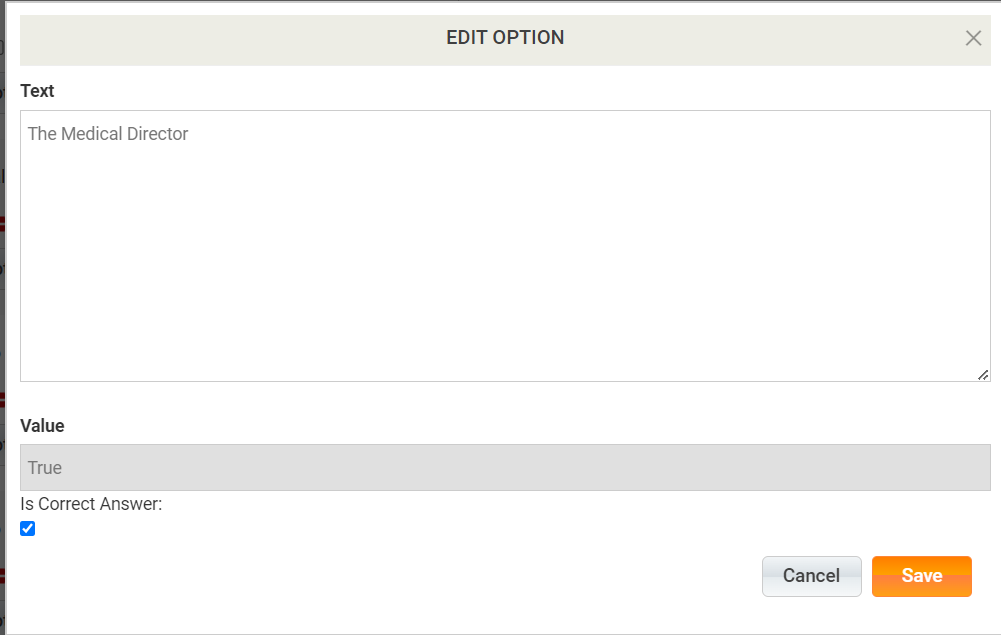 EDIT OPTION
Text
The Medical Director
Value
True
Is Correct Answer:
Cancel
Save